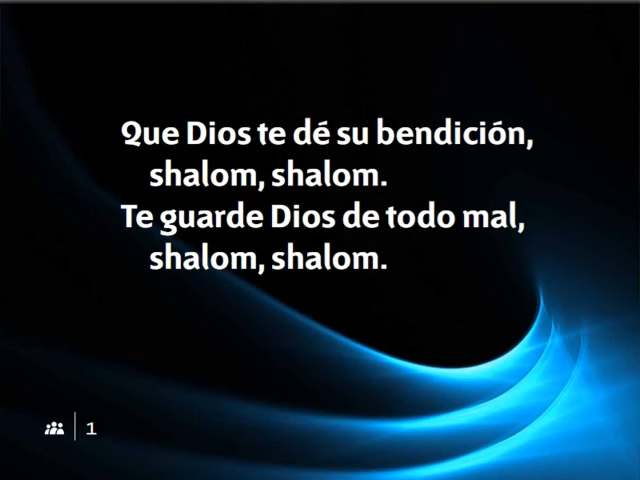 Que Dios te dé su bendición,
shalom, shalom.
Te guarde Dios de todo mal,
shalom, shalom.
1